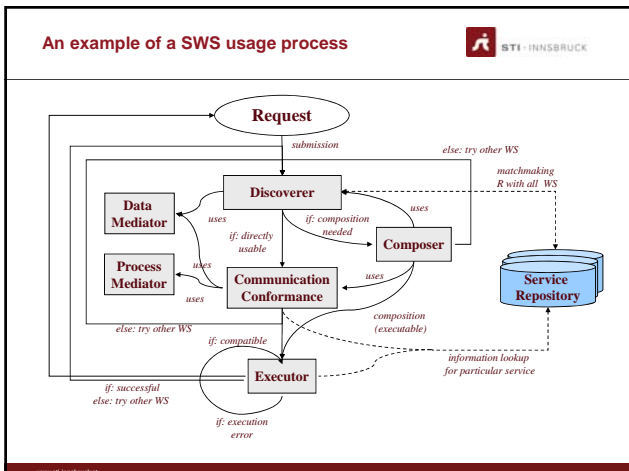 An example of a SWS usage process
STI · INNSBRUCK
Request
submission
else: try other WS
matchmaking
R with all WS
Discoverer
Data
Mediator
uses
if: composition
needed
uses
if: directly
usable
Composer
Process
Mediator
uses
uses
Communication
Conformance
uses
Service
Repository
else: try other WS
composition
(executable)
if: compatible
information lookup
for particular service
Executor
if: successful
else: try other WS
if: execution
error